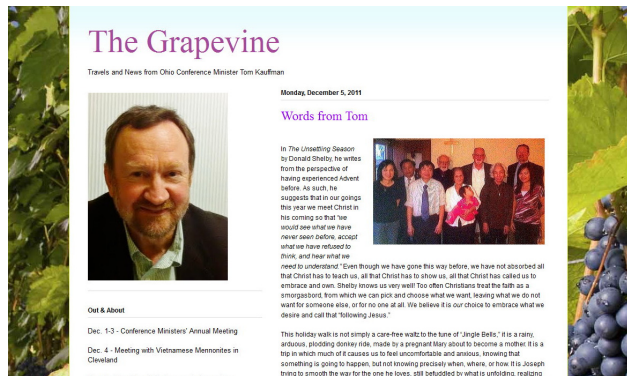 The Grapevine
Travels and News from Ohio Conference Minister Tom Kauffman
Monday, December 5, 2011
Words from Tom
In The Unsettling Season
by Donald Shelby, he writes
from the perspective of
having experienced Advent
before. As such, he
suggests that in our goings
this year we meet Christ in
his coming so that "we
would see what we have
never seen before, accept
what we have refused to
think, and hear what we
need to understand." Even though we have gone this way before, we have not absorbed all
that Christ has to teach us, all that Christ has to show us, all that Christ has called us to
embrace and own. Shelby knows us very well! Too often Christians treat the faith as a
smorgasbord, from which we can pick and choose what we want, leaving what we do not
want for someone else, or for no one at all. We believe it is our choice to embrace what we
desire and call that "following Jesus."
This holiday walk is not simply a care-free waltz to the tune of "Jingle Bells," it is a rainy,
arduous, plodding donkey ride, made by a pregnant Mary about to become a mother. It is a
trip in which much of it causes us to feel uncomfortable and anxious, knowing that
something is going to happen, but not knowing precisely when, where, or how. It is Joseph
trying to smooth the way for the one he loves, still befuddled by what is unfolding, realizing
Out & About
Dec. 1-3 - Conference Ministers' Annual Meeting
Dec. 4 - Meeting with Vietnamese Mennonites in
Cleveland